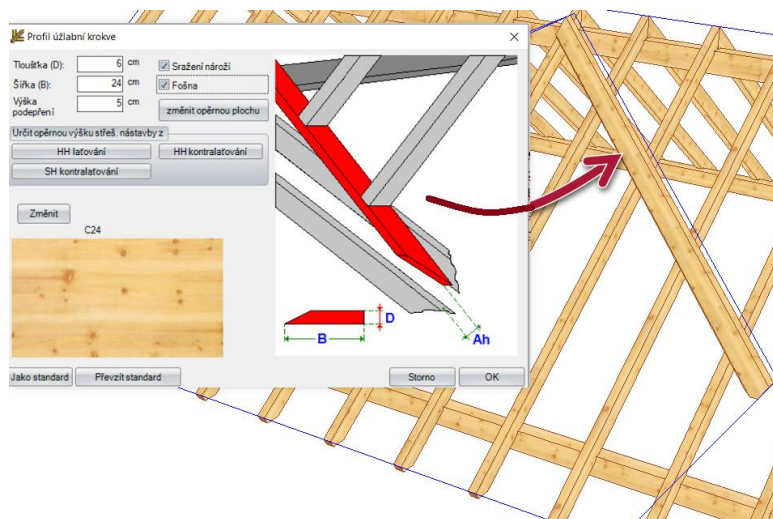 Profil úžlabní krokve
Tloušťka (D): 6 cm
Sražení nároží
Šířka (B): 24 cm
Fošna
Výška podepření 5 cm
změnit opěrnou plochu
Určit opěrnou výšku střeš. nástavby z
HH laťování
HH kontralaťování
SH kontralaťování
Změnit
C24
D
B
Ah
Jako standard
Převzít standard
Storno
OK